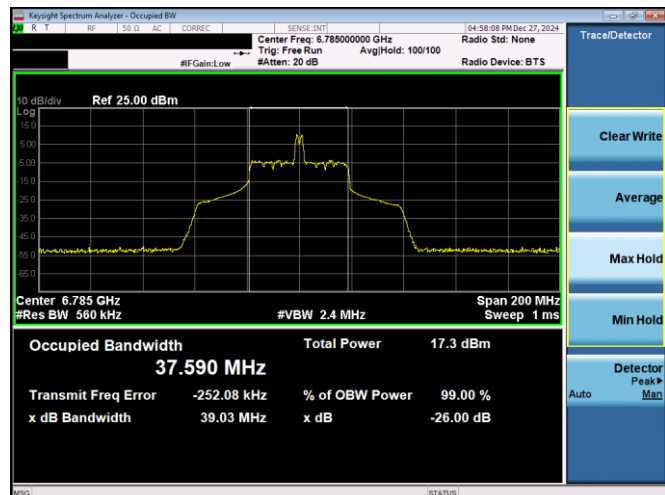 Keysight Spectrum Analyzer - Occupied BW
R T RF 50 Ω AC CORREC SENSE:INT 04:58:08 PM Dec 27, 2024
Center Freq: 6.785000000 GHz Radio Std: None
Trig: Free Run Avg|Hold: 100/100
#IFGain:Low #Atten: 20 dB Radio Device: BTS
Trace/Detector
10 dB/div Ref 25.00 dBm
Log
15.0
5.00
-5.00
-15.0
-25.0
-35.0
-45.0
-55.0
-65.0
Center 6.785 GHz Span 200 MHz
#Res BW 560 kHz #VBW 2.4 MHz Sweep 1 ms
Occupied Bandwidth Total Power 17.3 dBm
37.590 MHz
Transmit Freq Error -252.08 kHz % of OBW Power 99.00 %
x dB Bandwidth 39.03 MHz x dB -26.00 dB
Clear Write
Average
Max Hold
Min Hold
Detector
Peak▶
Auto Man
MSG STATUS